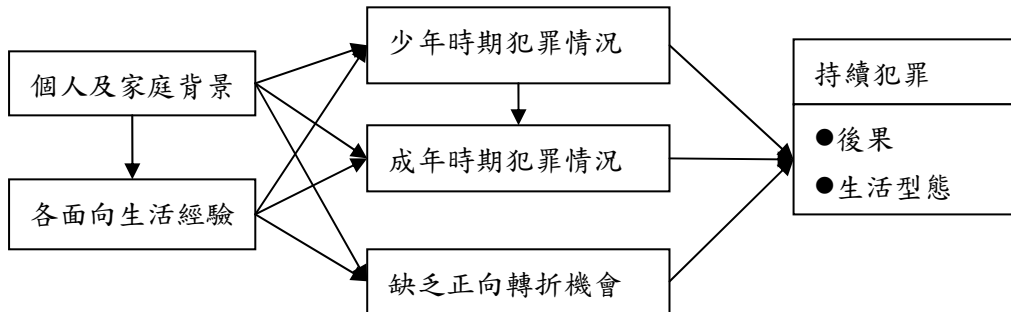 個人及家庭背景
各面向生活經驗
少年時期犯罪情況
成年時期犯罪情況
缺乏正向轉折機會
持續犯罪
●後果
●生活型態